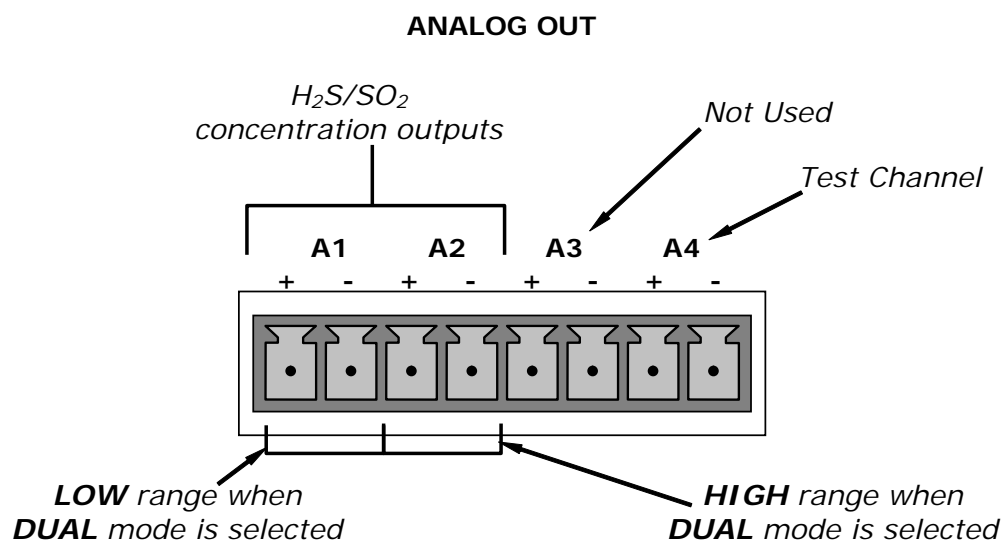 ANALOG OUT
H₂S/SO₂
concentration outputs
Not Used
Test Channel
A1 A2 A3 A4
+ - + - + - + -
LOW range when
DUAL mode is selected
HIGH range when
DUAL mode is selected